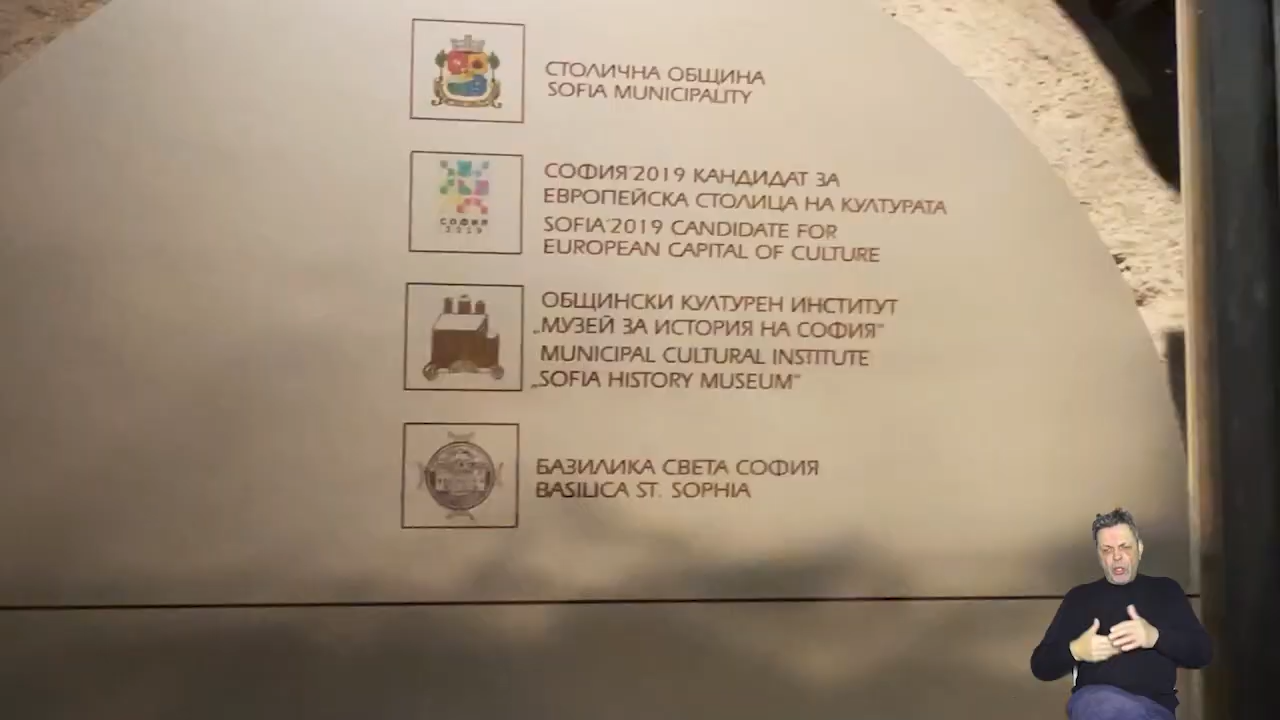 СТОЛИЧНА ОБЩИНА
SOFIA MUNICIPALITY
СОФИЯ 2019
СОФИЯ'2019 КАНДИДАТ ЗА
ЕВРОПЕЙСКА СТОЛИЦА НА КУЛТУРАТА
SOFIA'2019 CANDIDATE FOR
EUROPEAN CAPITAL OF CULTURE
ОБЩИНСКИ КУЛТУРЕН ИНСТИТУТ
„МУЗЕЙ ЗА ИСТОРИЯ НА СОФИЯ“
MUNICIPAL CULTURAL INSTITUTE
„SOFIA HISTORY MUSEUM“
БАЗИЛИКА СВЕТА СОФИЯ
BASILICA ST. SOPHIA